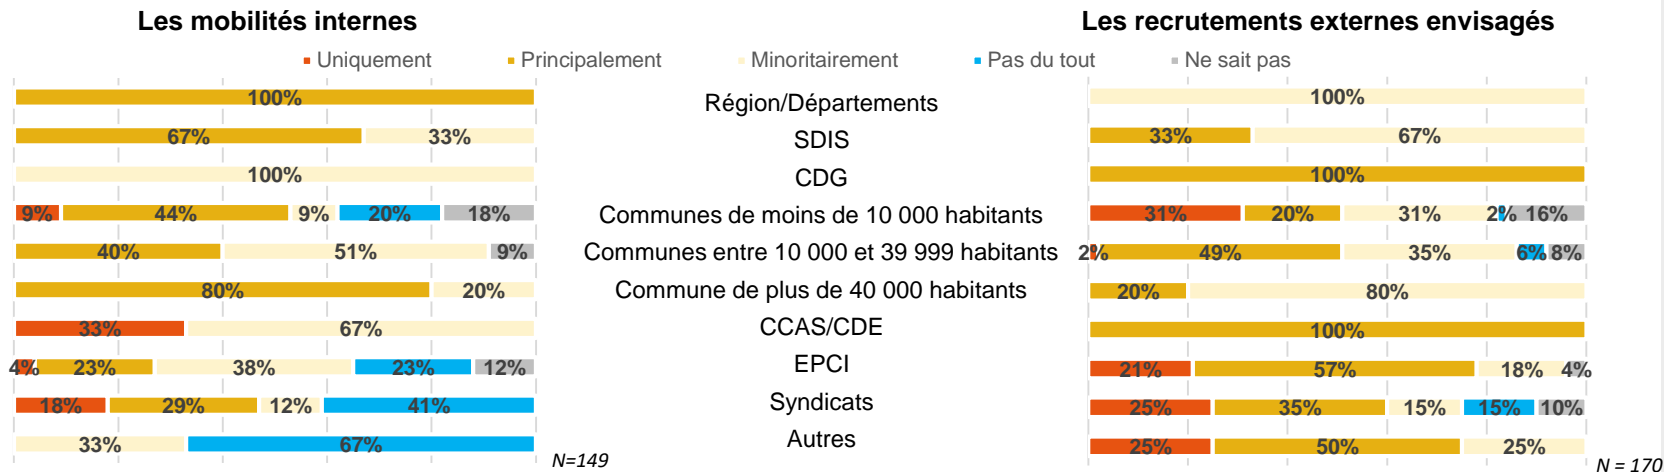 Les mobilités internes
Les recrutements externes envisagés
Uniquement Principalement Minoritairement Pas du tout Ne sait pas
100% Région/Départements 100%
67% 33% SDIS 33% 67%
100% CDG 100%
9% 44% 9% 20% 18% Communes de moins de 10 000 habitants 31% 20% 31% 2% 16%
40% 51% 9% Communes entre 10 000 et 39 999 habitants 2% 49% 35% 6% 8%
80% 20% Commune de plus de 40 000 habitants 20% 80%
33% 67% CCAS/CDE 100%
4% 23% 38% 23% 12% EPCI 21% 57% 18% 4%
18% 29% 12% 41% Syndicats 25% 35% 15% 15% 10%
33% 67% Autres 25% 50% 25%
N=149
N = 170